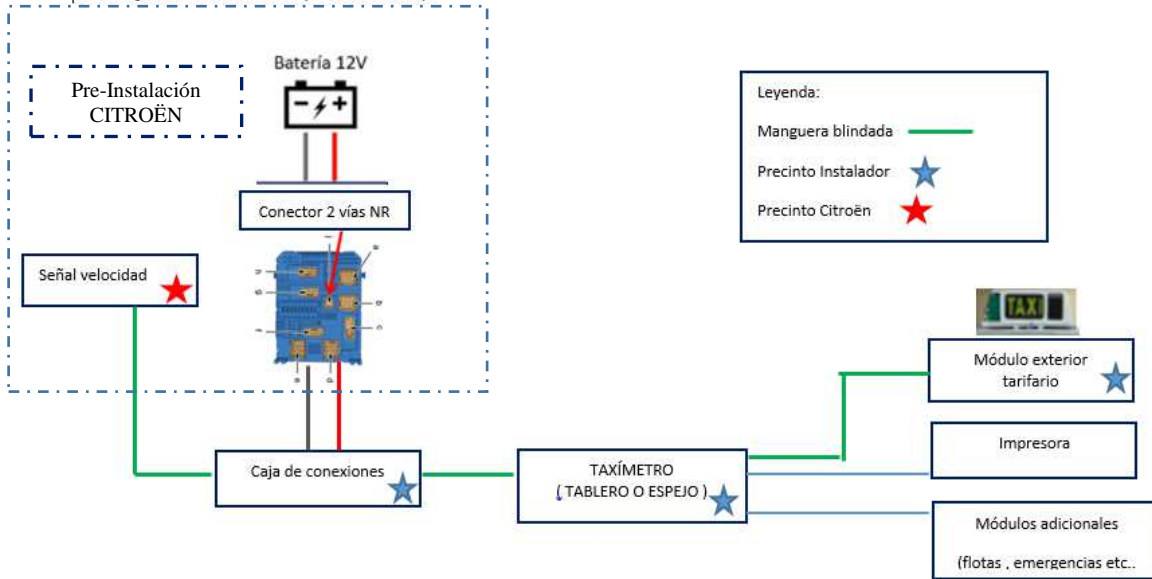 Batería 12V
Pre-Instalación
CITROËN
Conector 2 vías NR
Señal velocidad
Leyenda:
Manguera blindada
Precinto Instalador
Precinto Citroën
TAXI
Módulo exterior
tarifario
Impresora
Caja de conexiones
TAXÍMETRO
( TABLERO O ESPEJO )
Módulos adicionales
(flotas , emergencias etc..